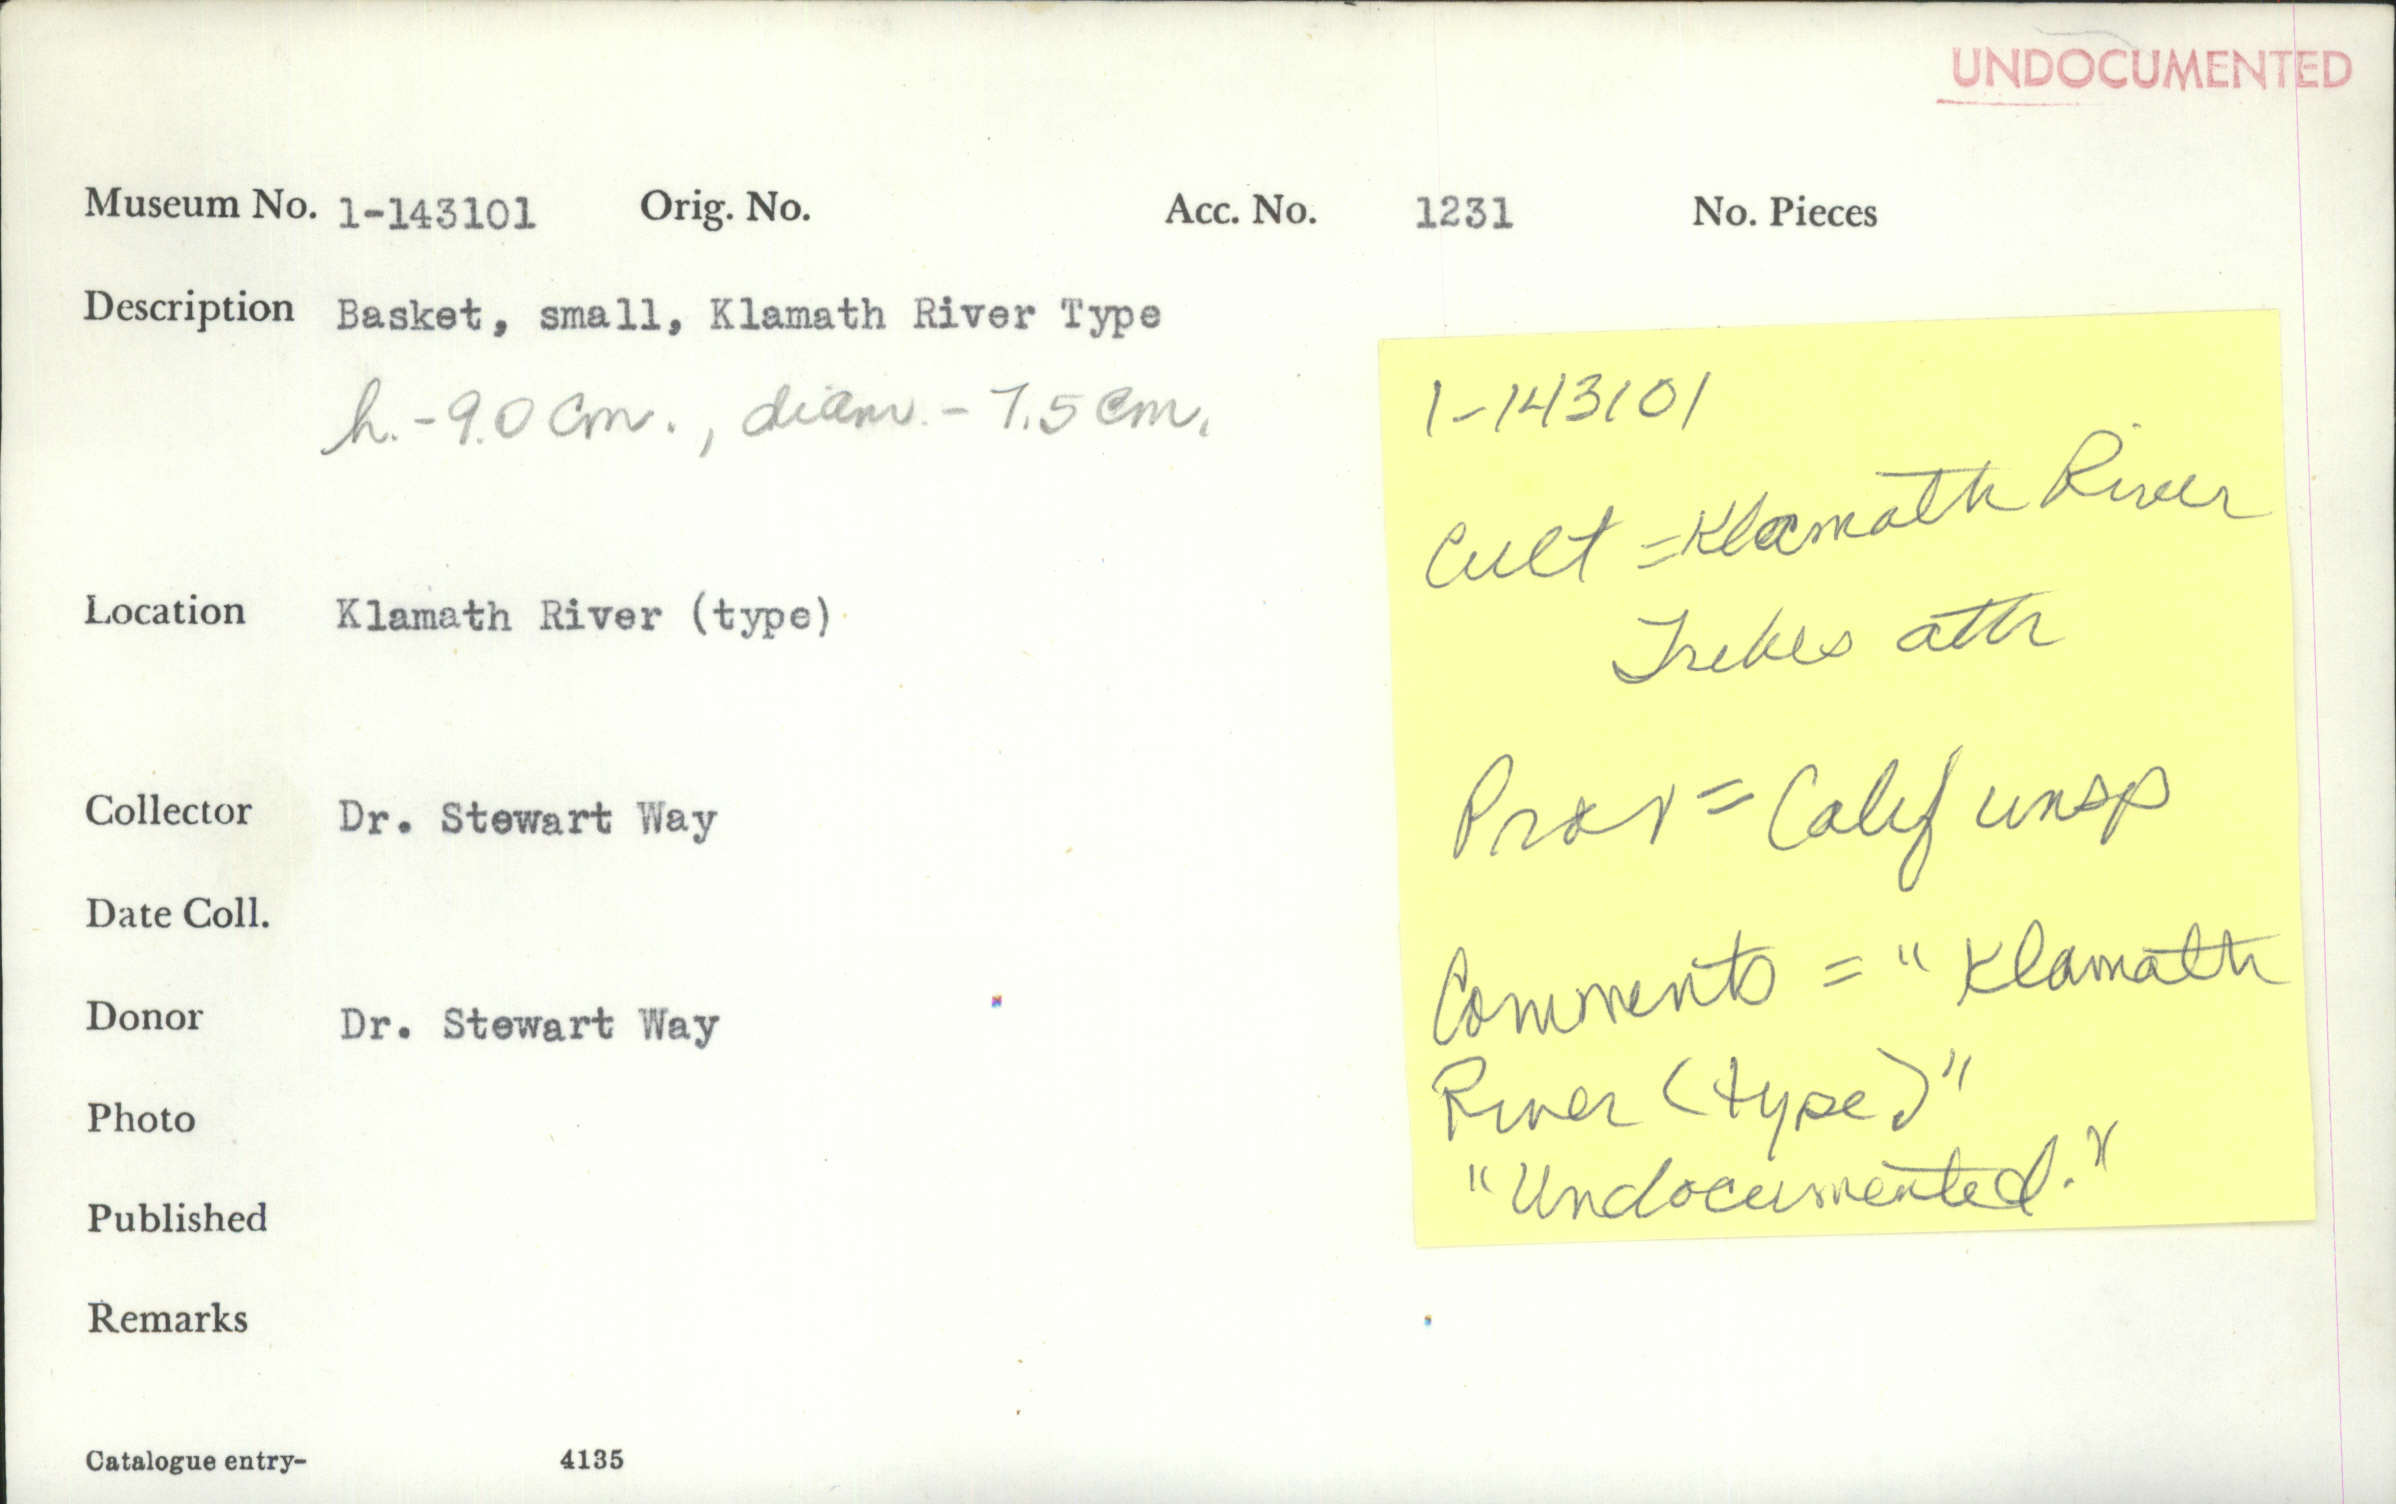 UNDOCUMENTED
Museum No. 1-143101 Orig. No. Acc. No. 1231 No. Pieces
Description Basket, small, Klamath River Type
h. - 9.0 cm., diam. - 7.5 cm.
Location Klamath River (type)
Collector Dr. Stewart Way
Date Coll.
Donor Dr. Stewart Way
Photo
Published
Remarks
Catalogue entry- 4135
1-143101
Cult = Klamath River
Tribes attr
Prov = Calif unsp
Comments = "Klamath
River (type)"
"Undocumented."